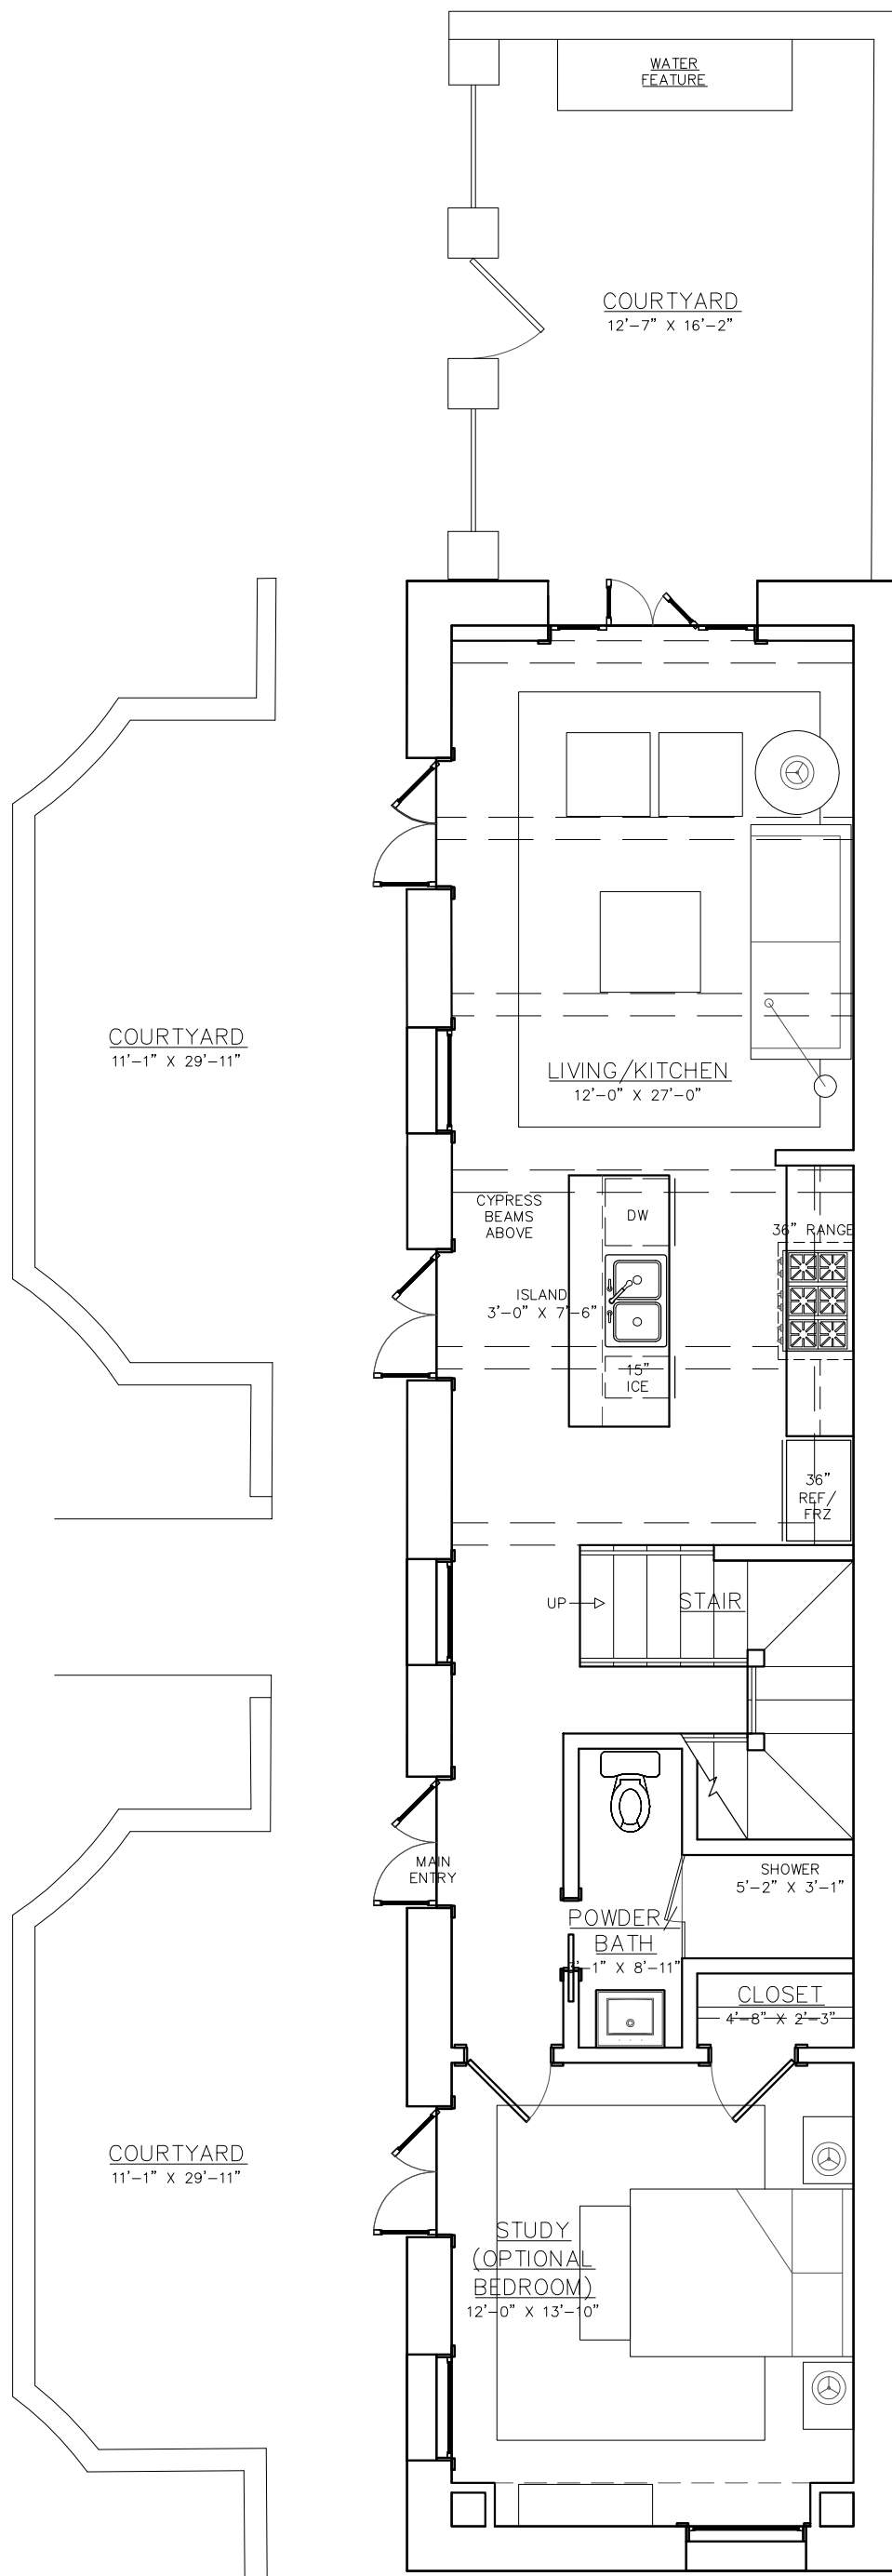 WATER
FEATURE
COURTYARD
12'-7" X 16'-2"
COURTYARD
11'-1" X 29'-11"
LIVING/KITCHEN
12'-0" X 27'-0"
CYPRESS
BEAMS
ABOVE
DW
36" RANGE
ISLAND
3'-0" X 7'-6"
15"
ICE
36"
REF/
FRZ
UP
STAIR
MAIN
ENTRY
SHOWER
5'-2" X 3'-1"
POWDER
BATH
'-1" X 8'-11"
CLOSET
4'-8" X 2'-3"
COURTYARD
11'-1" X 29'-11"
STUDY
(OPTIONAL
BEDROOM)
12'-0" X 13'-10"